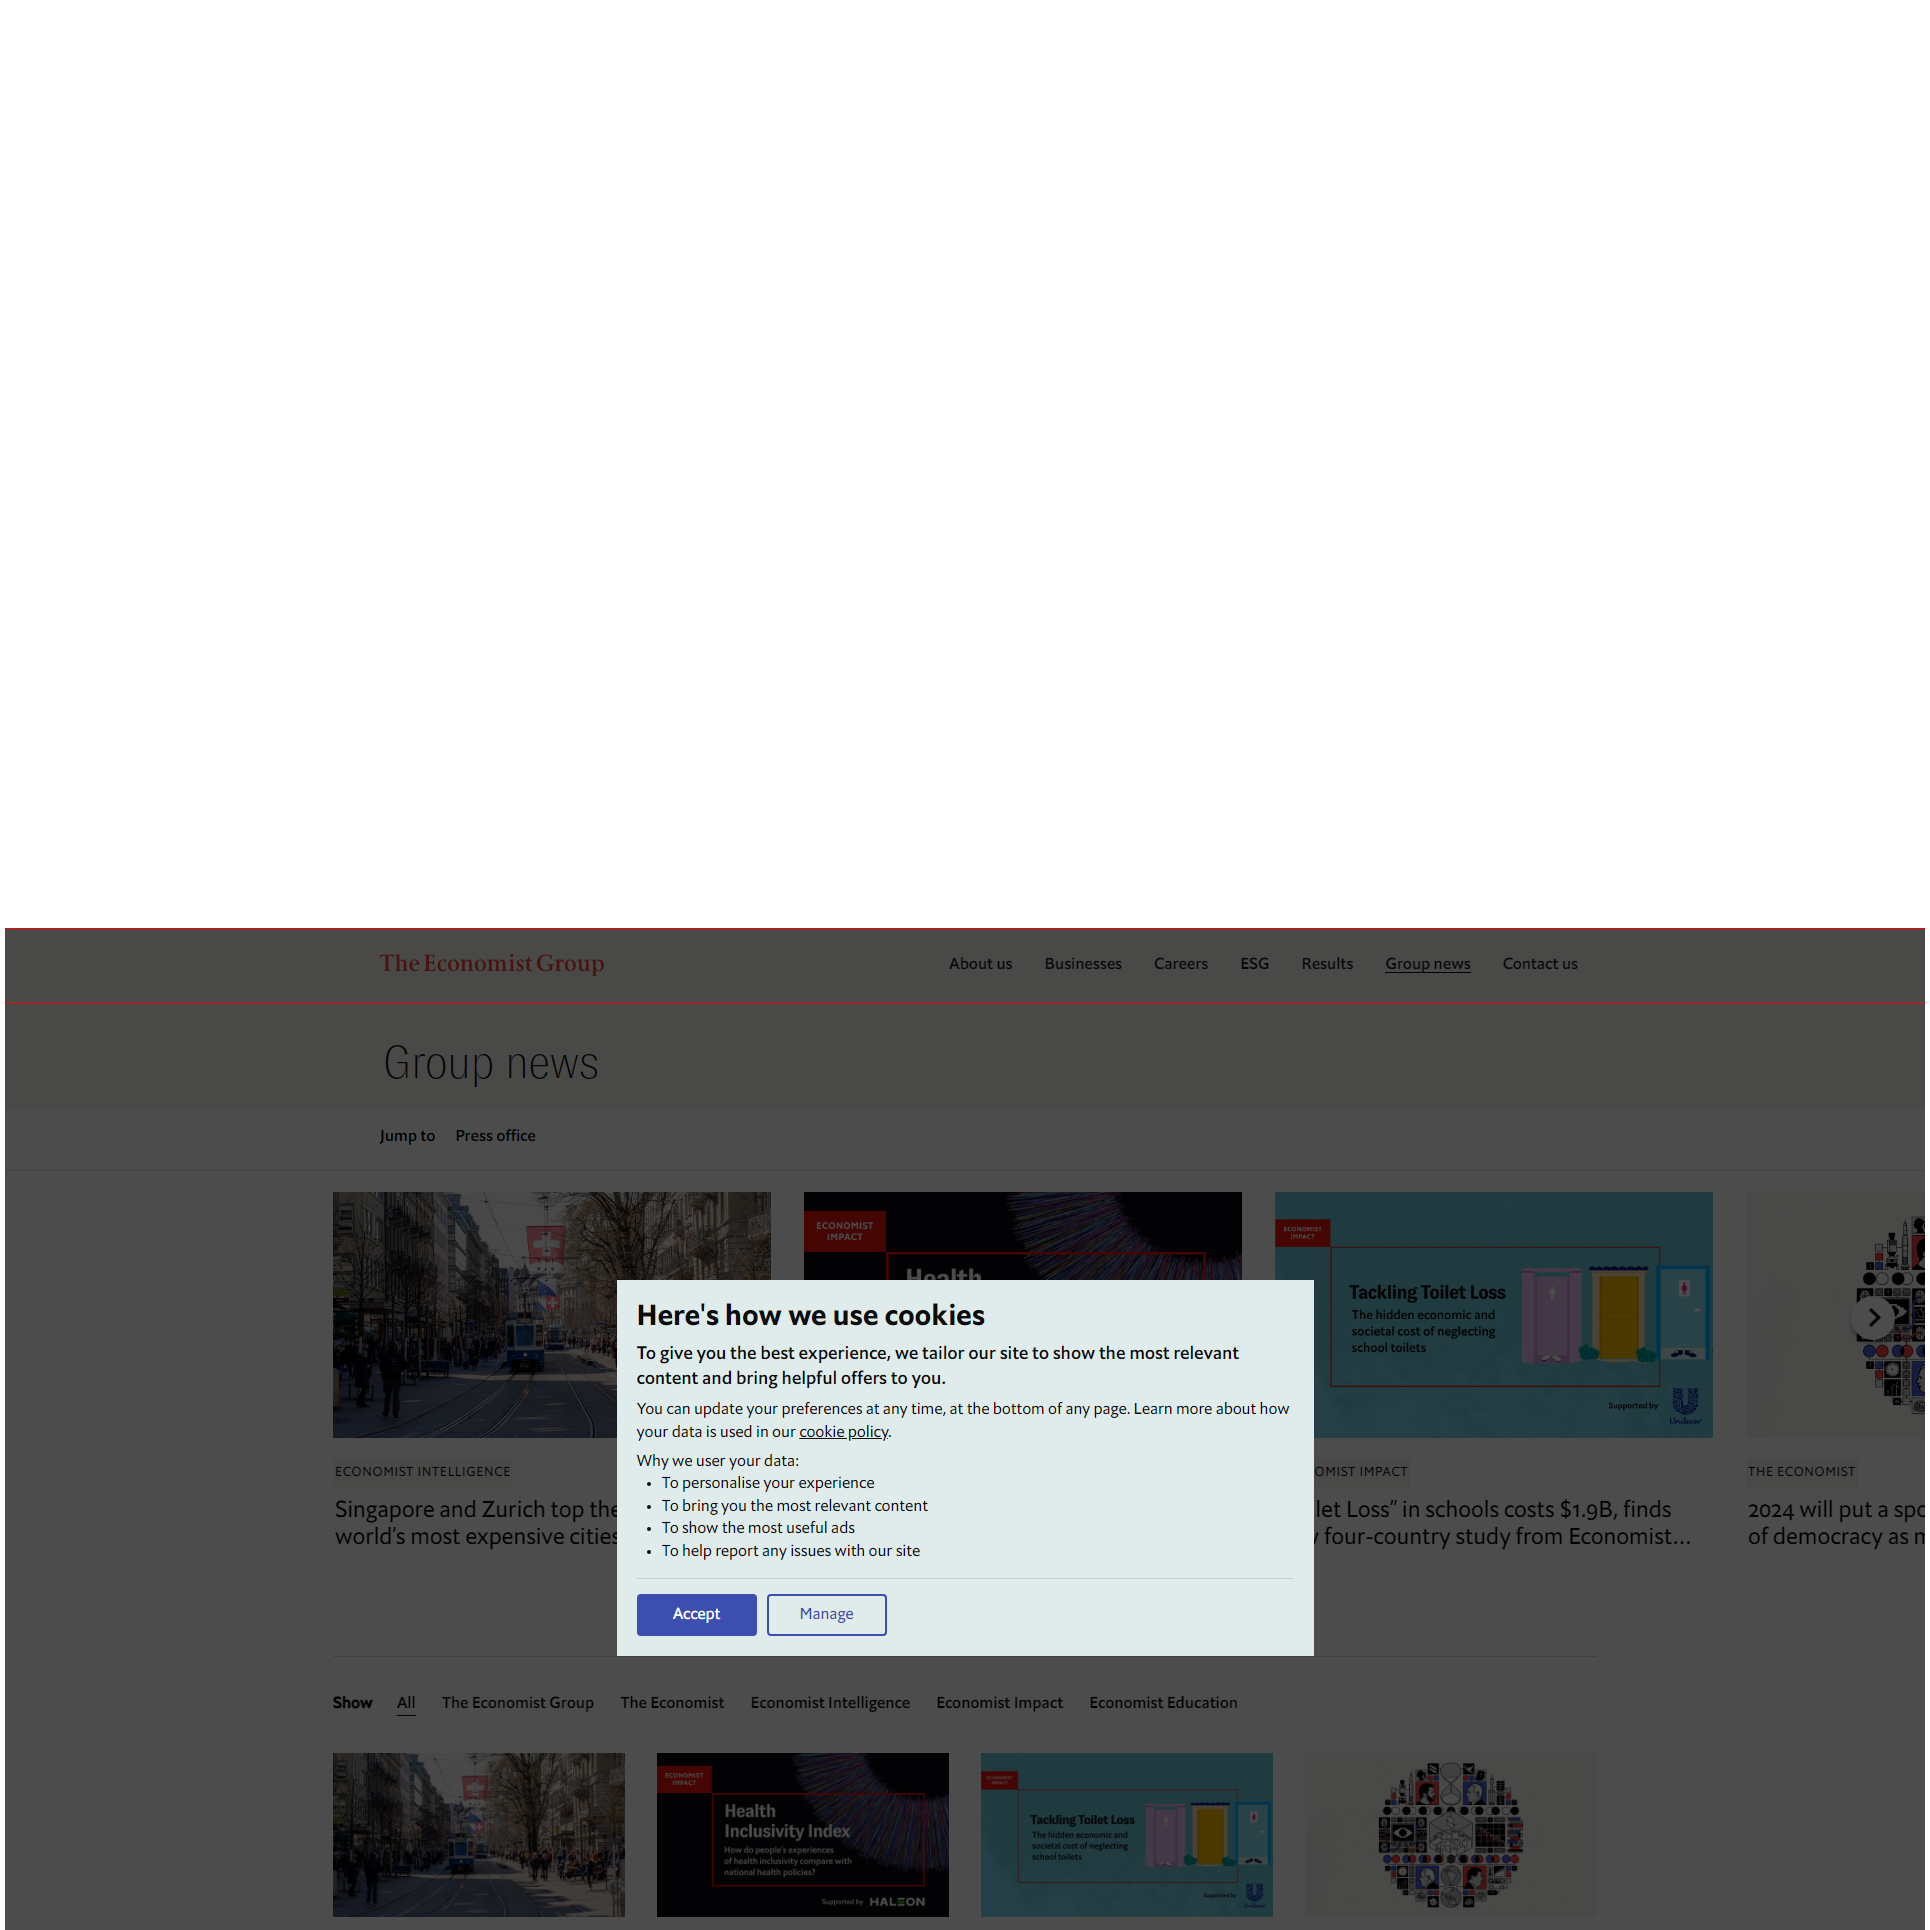 The Economist Group
About us Businesses Careers ESG Results Group news Contact us
Group news
Jump to Press office
ECONOMIST
IMPACT
Health
ECONOMIST
IMPACT
Tackling Toilet Loss
The hidden economic and
societal cost of neglecting
school toilets
Supported by
Unilever
Here's how we use cookies
To give you the best experience, we tailor our site to show the most relevant
content and bring helpful offers to you.
You can update your preferences at any time, at the bottom of any page. Learn more about how
your data is used in our cookie policy.
Why we user your data:
• To personalise your experience
• To bring you the most relevant content
• To show the most useful ads
• To help report any issues with our site
Accept Manage
ECONOMIST INTELLIGENCE
Singapore and Zurich top the
world's most expensive cities
OMIST IMPACT
let Loss” in schools costs $1.9B, finds
four-country study from Economist...
THE ECONOMIST
2024 will put a spo
of democracy as m
Show All The Economist Group The Economist Economist Intelligence Economist Impact Economist Education
ECONOMIST
IMPACT
Health
Inclusivity Index
How do people's experiences
of health inclusivity compare with
national health policies?
Supported by HALEON
ECONOMIST
IMPACT
Tackling Toilet Loss
The hidden economic and
societal cost of neglecting
school toilets
Supported by
Unilever